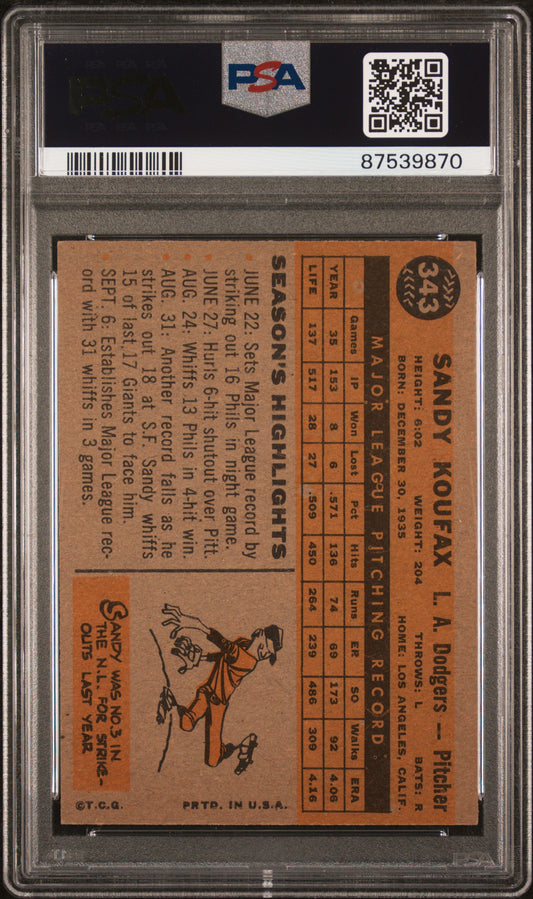 PSA
87539870
343
SANDY KOUFAX L. A. Dodgers — Pitcher
HEIGHT: 6:02 WEIGHT: 204 THROWS: L BATS: R
BORN: DECEMBER 30, 1935 HOME: LOS ANGELES, CALIF.
MAJOR LEAGUE PITCHING RECORD
Games IP Won Lost Pct Hits Runs ER SO Walks ERA
YEAR 35 153 8 6 .571 136 74 69 173 92 4.06
LIFE 137 517 28 27 .509 450 264 239 486 309 4.16
SEASON'S HIGHLIGHTS
• JUNE 22: Sets Major League record by
striking out 16 Phils in night game.
• JUNE 27: Hurls 6-hit shutout over Pitt.
• AUG. 24: Whiffs 13 Phils in 4-hit win.
• AUG. 31: Another record falls as he
strikes out 18 at S.F. Sandy whiffs
15 of last 17 Giants to face him.
• SEPT. 6: Establishes Major League rec-
ord with 31 whiffs in 3 games.
SANDY WAS NO.3 IN
THE N.L. FOR STRIKE-
OUTS LAST YEAR
©T.C.G. PRTD. IN U.S.A.
PSA